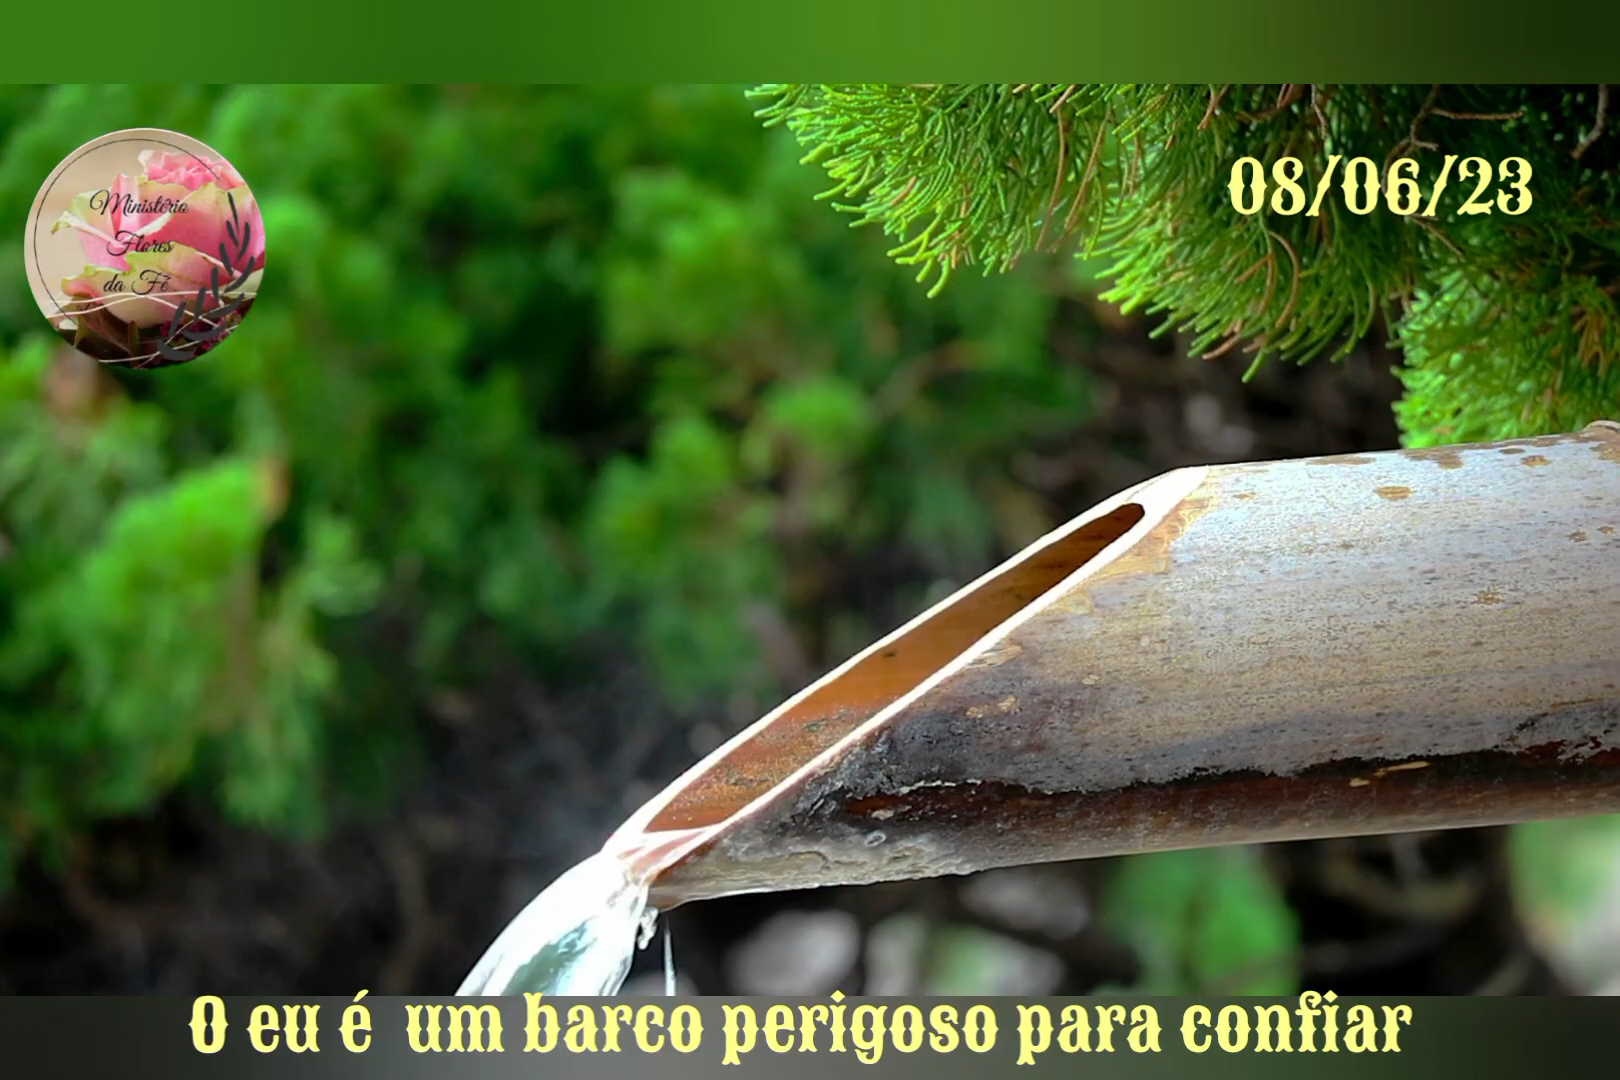 Ministério
Flores
da Fé
08/06/23
O eu é um barco perigoso para confiar